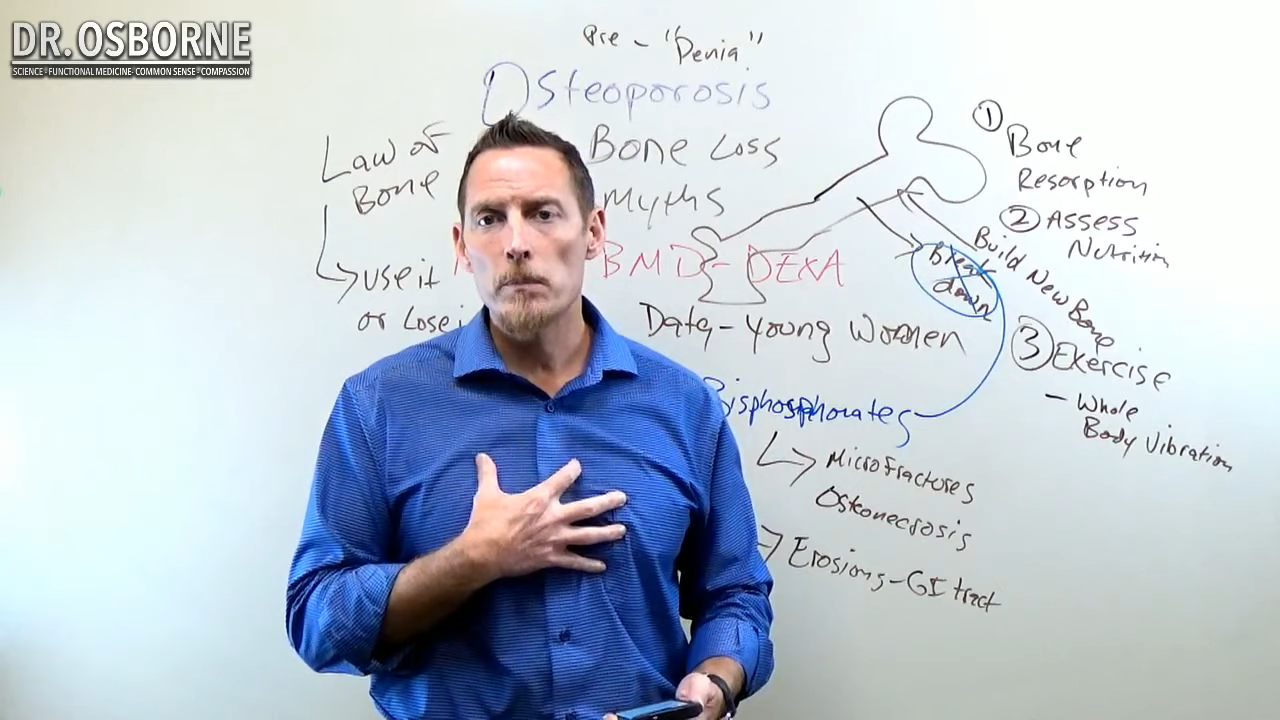 DR. OSBORNE
SCIENCE - FUNCTIONAL MEDICINE - COMMON SENSE - COMPASSION
Pre - "Penia"
Osteoporosis
Bone Loss
Myths
BMD - DEXA
Data - Young Women
Law of
Bone
use it
or Lose i
Bisphosphonates
Microfractures
Osteonecrosis
Erosions - GI tract
Break
down
Build New Bone
① Bone
Resorption
② Assess
Nutrition
③ Exercise
- Whole
Body Vibration